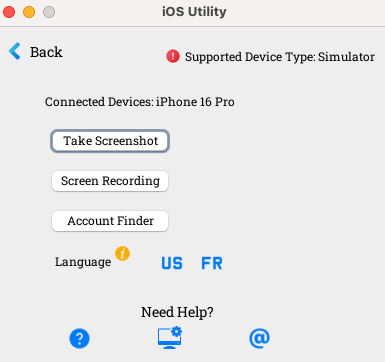 iOS Utility
Back
! Supported Device Type: Simulator
Connected Devices: iPhone 16 Pro
Take Screenshot
Screen Recording
Account Finder
Language i US FR
Need Help?
? @